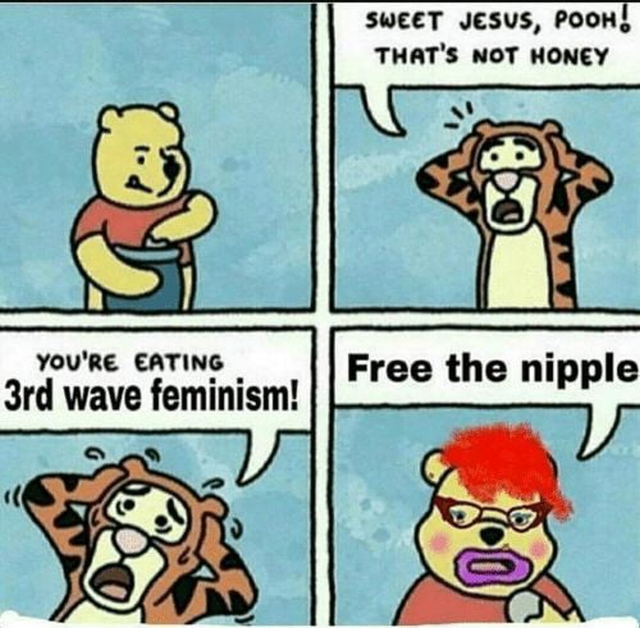 SWEET JESUS, POOH!
THAT'S NOT HONEY
YOU'RE EATING
3rd wave feminism!
Free the nipple